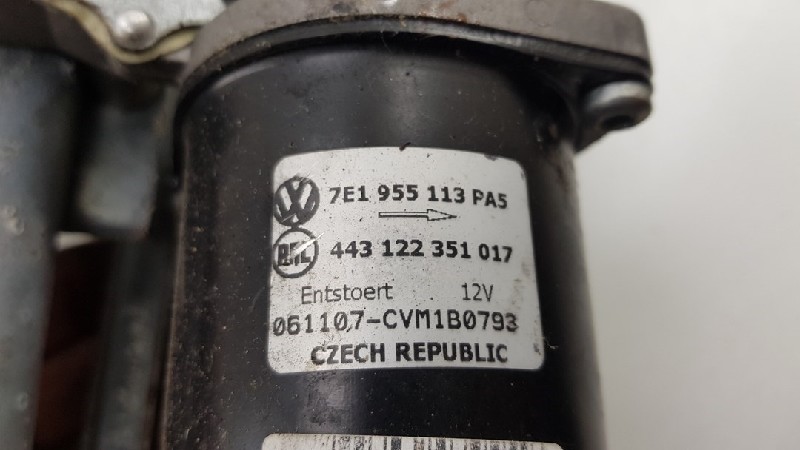 7E1 955 113 PA5
443 122 351 017
Entstoert 12V
061107-CVM1B0793
CZECH REPUBLIC